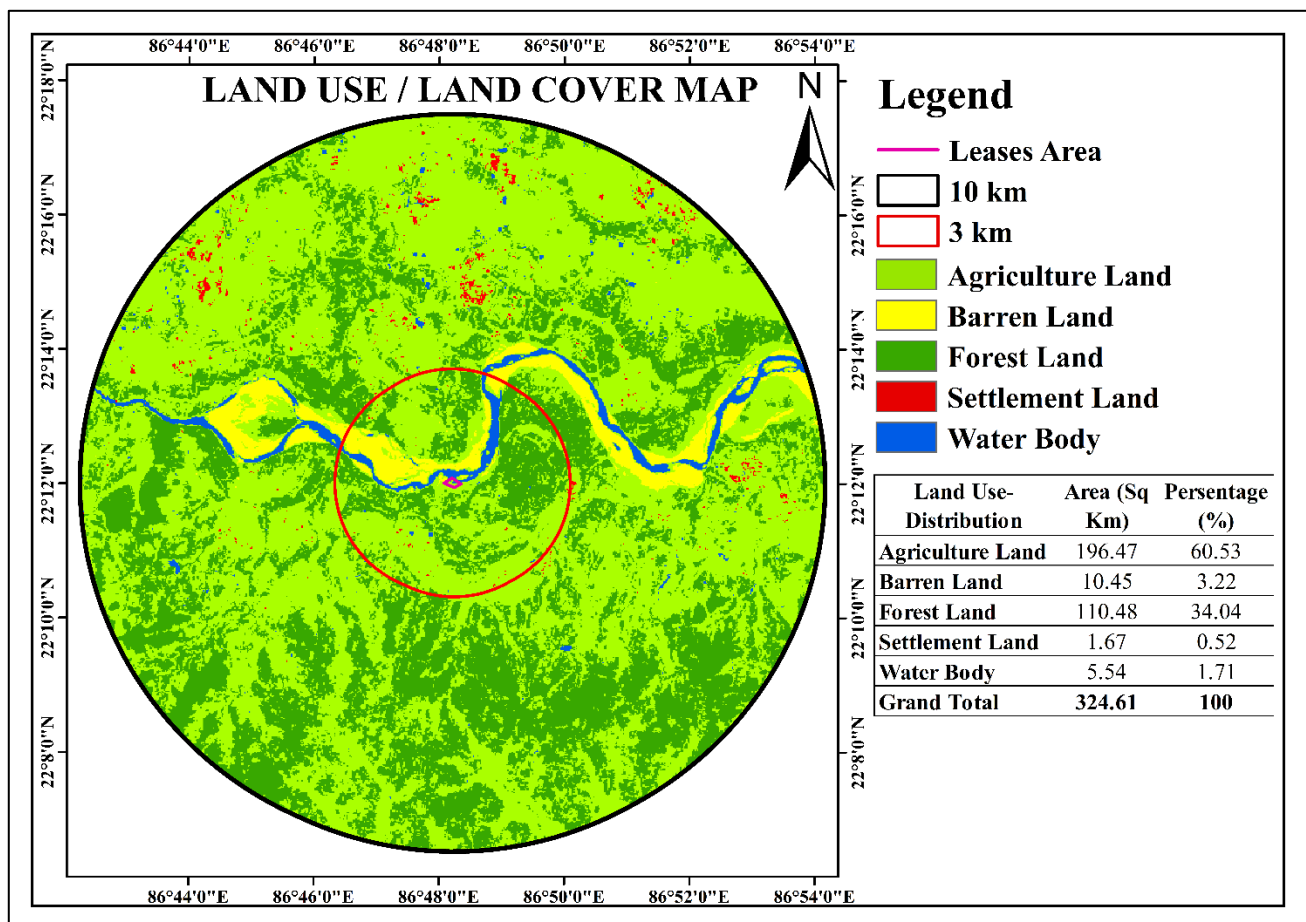 86°44'0"E 86°46'0"E 86°48'0"E 86°50'0"E 86°52'0"E 86°54'0"E
LAND USE / LAND COVER MAP
N
22°18'0"N
22°16'0"N
22°14'0"N
22°12'0"N
22°10'0"N
22°8'0"N
22°18'0"N
22°16'0"N
22°14'0"N
22°12'0"N
22°10'0"N
22°8'0"N
86°44'0"E 86°46'0"E 86°48'0"E 86°50'0"E 86°52'0"E 86°54'0"E
Legend
Leases Area
10 km
3 km
Agriculture Land
Barren Land
Forest Land
Settlement Land
Water Body
Land Use- Area (Sq Persentage
Distribution Km) (%)
Agriculture Land 196.47 60.53
Barren Land 10.45 3.22
Forest Land 110.48 34.04
Settlement Land 1.67 0.52
Water Body 5.54 1.71
Grand Total 324.61 100